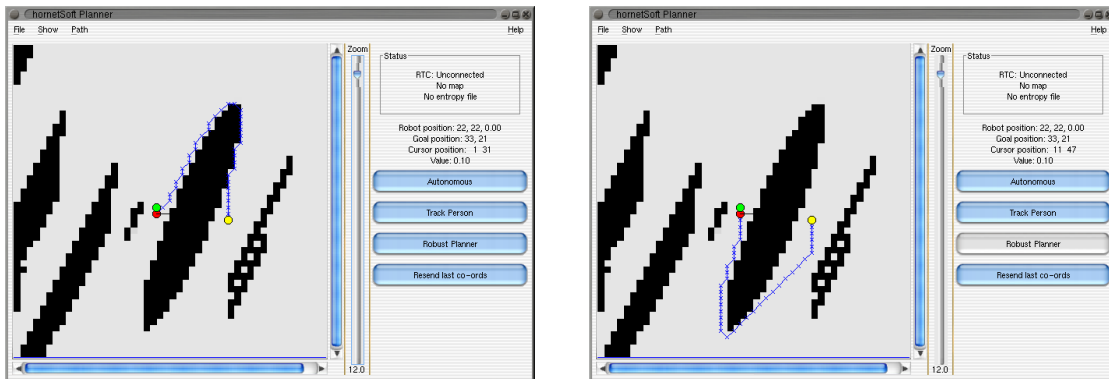 hornetSoft Planner
File Show Path Help
Zoom
Status
RTC: Unconnected
No map
No entropy file
Robot position: 22, 22, 0.00
Goal position: 33, 21
Cursor position: 1 31
Value: 0.10
Autonomous
Track Person
Robust Planner
Resend last co-ords
12.0
hornetSoft Planner
File Show Path Help
Zoom
Status
RTC: Unconnected
No map
No entropy file
Robot position: 22, 22, 0.00
Goal position: 33, 21
Cursor position: 11 47
Value: 0.10
Autonomous
Track Person
Robust Planner
Resend last co-ords
12.0